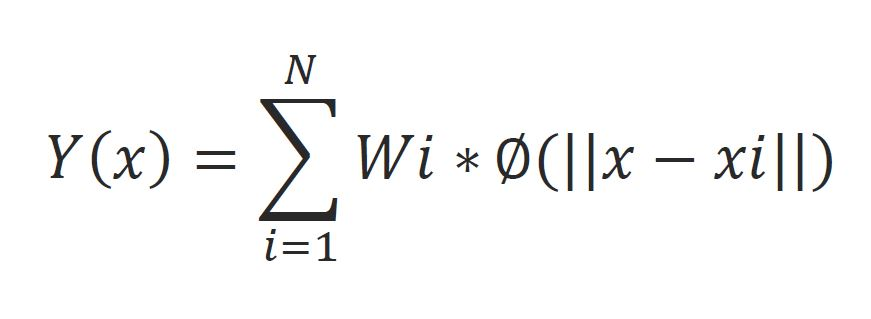 Y(x) = ∑_{i=1}^{N} Wi * ∅(||x − xi||)